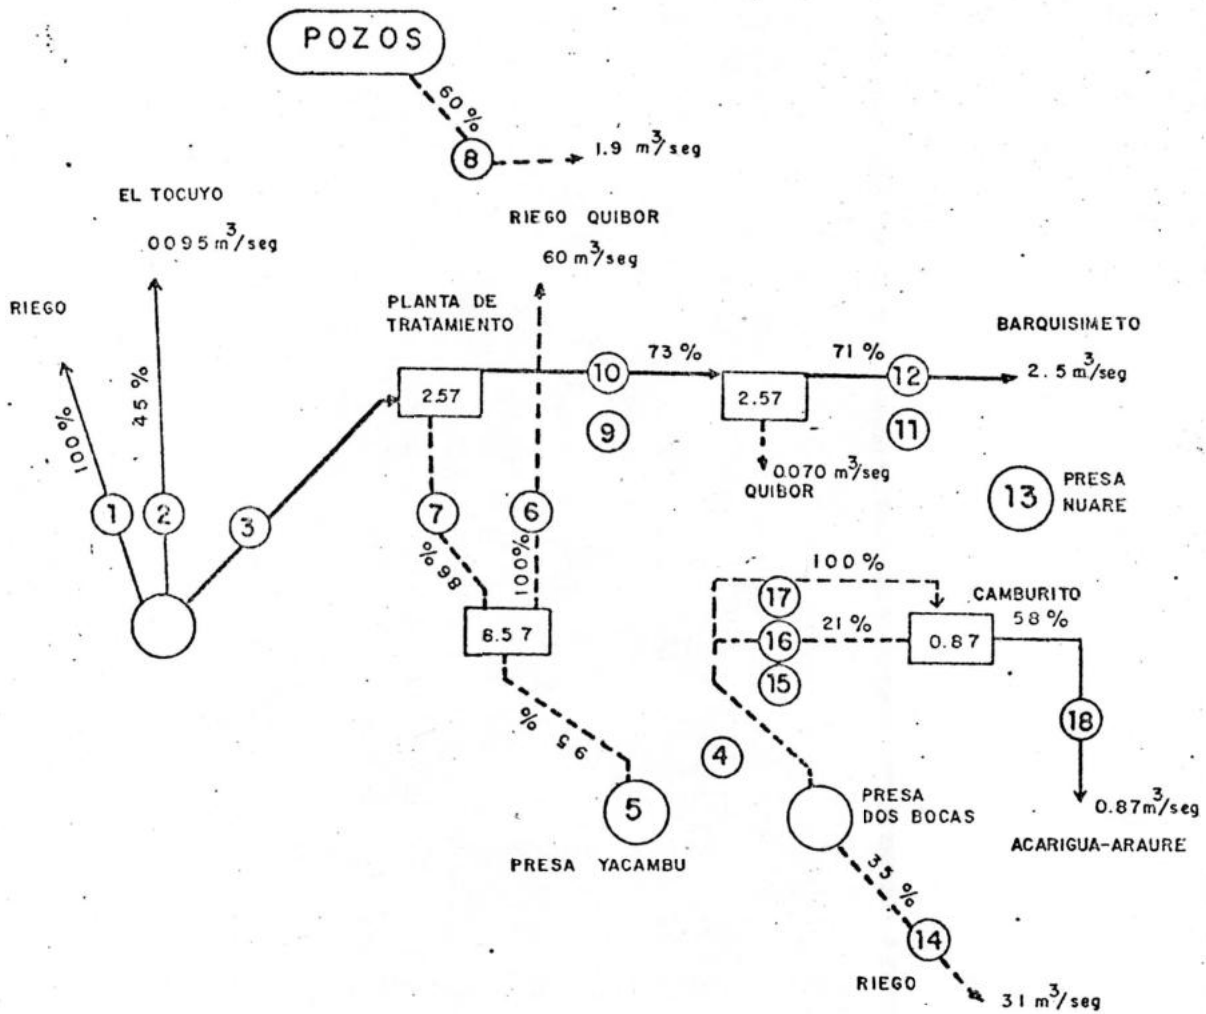 POZOS
60%
8
1.9 m³/seg
EL TOCUYO
0095 m³/seg
RIEGO QUIBOR
60 m³/seg
RIEGO
PLANTA DE
TRATAMIENTO
BARQUISIMETO
2.5 m³/seg
45%
100%
2.57
10
73%
2.57
71%
12
9
11
0.070 m³/seg
QUIBOR
1
2
3
7
6
86%
100%
13
PRESA
NUARE
8.57
100%
17
CAMBURITO
58%
16
21%
0.87
15
95 %
4
18
5
PRESA YACAMBU
PRESA
DOS BOCAS
0.87 m³/seg
ACARIGUA-ARAURE
35 %
14
RIEGO
31 m³/seg